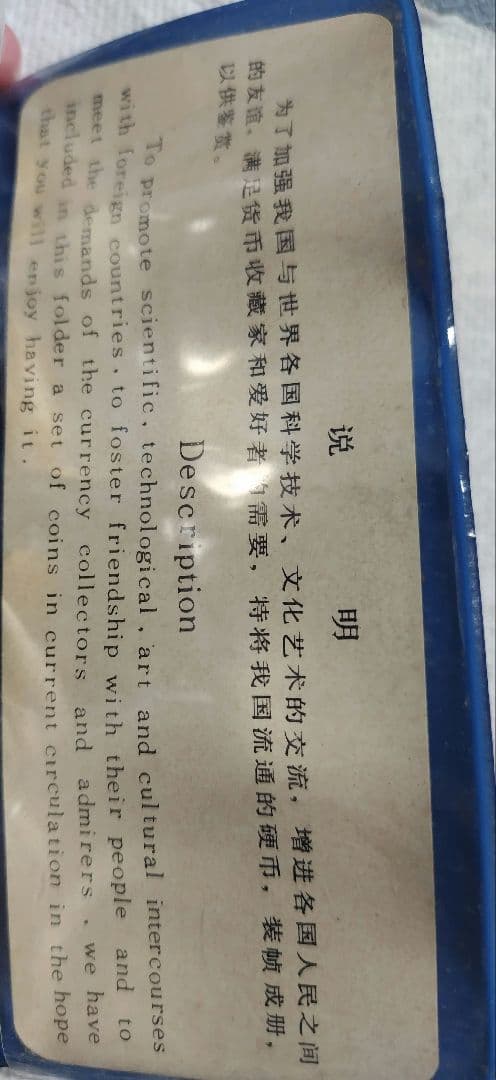 说 明
为了加强我国与世界各国科学技术、文化艺术的交流，增进各国人民之间
的友谊，满足货币收藏家和爱好者的需要，特将我国流通的硬币，装帧成册，
以供鉴赏。
Description
To promote scientific, technological, art and cultural intercourses
with foreign countries, to foster friendship with their people and to
meet the demands of the currency collectors and admirers, we have
included in this folder a set of coins in current circulation in the hope
that you will enjoy having it.